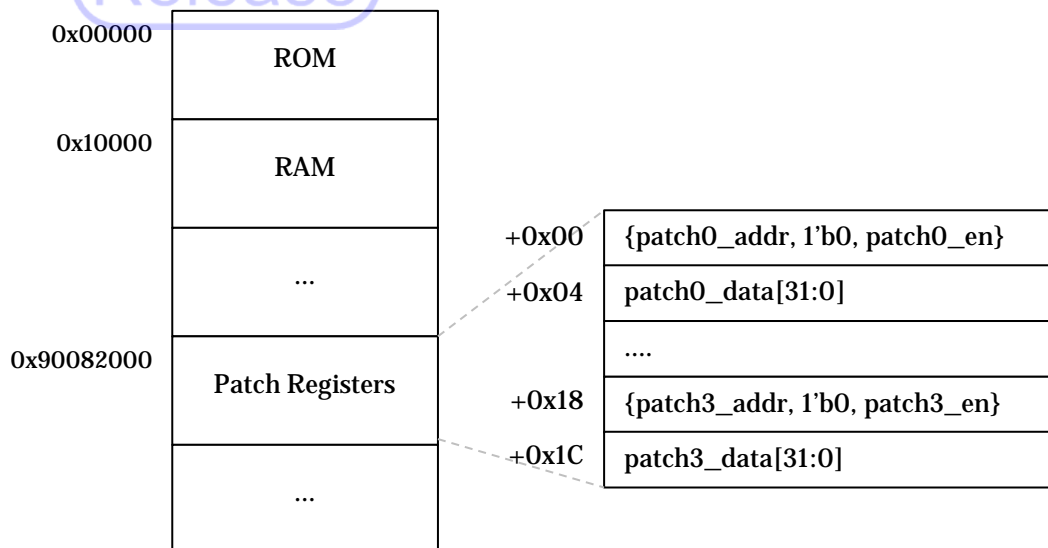 Release
0x00000
ROM
0x10000
RAM
+0x00
{patch0_addr, 1'b0, patch0_en}
...
+0x04
patch0_data[31:0]
0x90082000
Patch Registers
....
+0x18
{patch3_addr, 1'b0, patch3_en}
+0x1C
patch3_data[31:0]
...